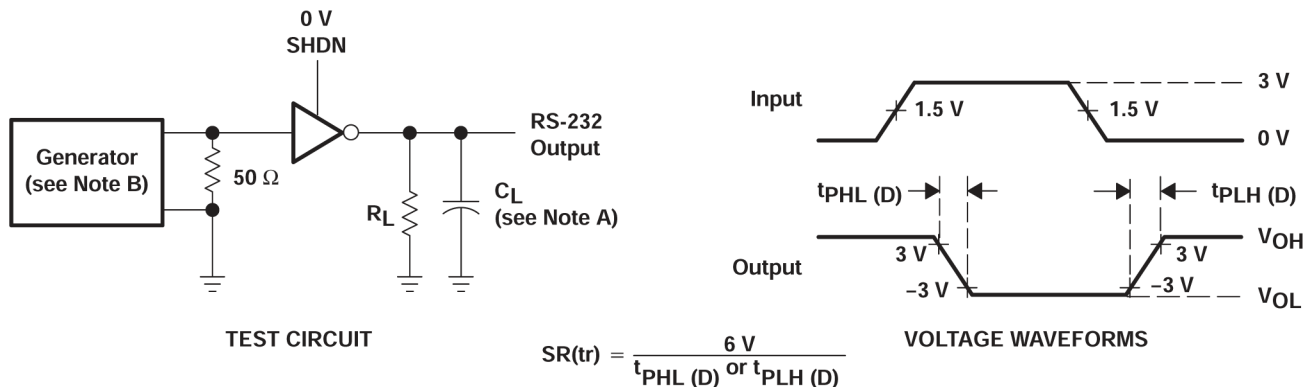 0 V
SHDN
Generator
(see Note B)
50 Ω
RS-232
Output
RL
CL
(see Note A)
TEST CIRCUIT
Input
1.5 V
1.5 V
3 V
0 V
tPHL (D)
tPLH (D)
Output
3 V
–3 V
3 V
–3 V
VOH
VOL
VOLTAGE WAVEFORMS
SR(tr) = 6 V
tPHL (D) or tPLH (D)